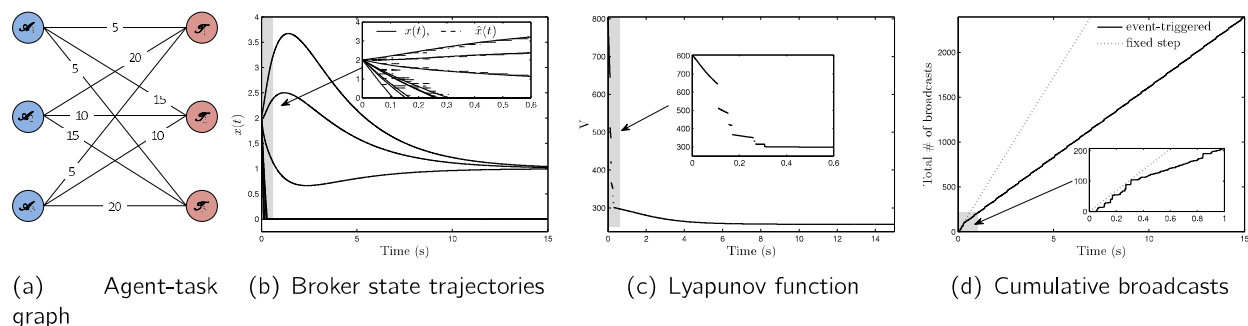 5
20
5
15
10
15
10
5
20
x(t), x̂(t)
x(t)
Time (s)
V
Time (s)
event-triggered
fixed step
Total # of broadcasts
Time (s)
(a) Agent-task
graph
(b) Broker state trajectories
(c) Lyapunov function
(d) Cumulative broadcasts